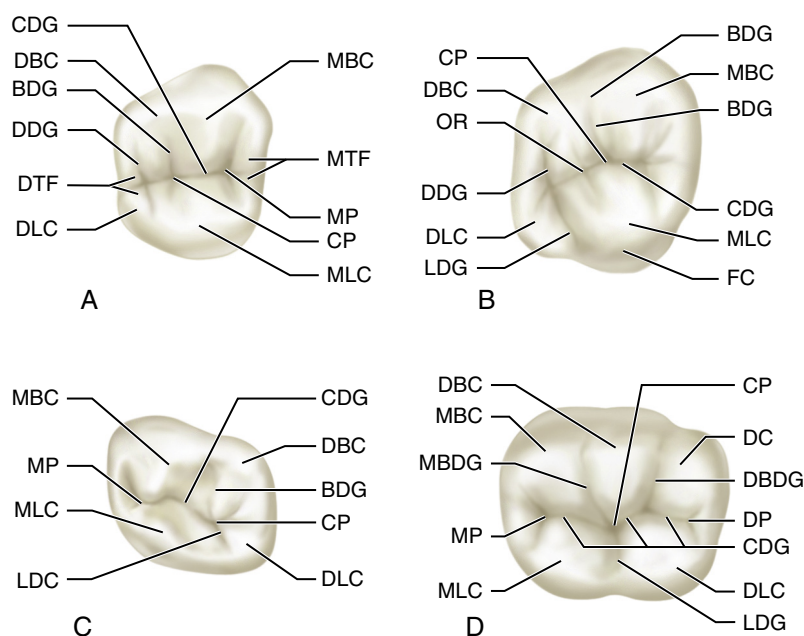 CDG
DBC
BDG
DDG
DTF
DLC
MBC
MTF
MP
CP
MLC
A
CP
DBC
OR
DDG
DLC
LDG
BDG
MBC
BDG
CDG
MLC
FC
B
MBC
MP
MLC
LDC
CDG
DBC
BDG
CP
DLC
C
DBC
MBC
MBDG
MP
MLC
CP
DC
DBDG
DP
CDG
DLC
LDG
D